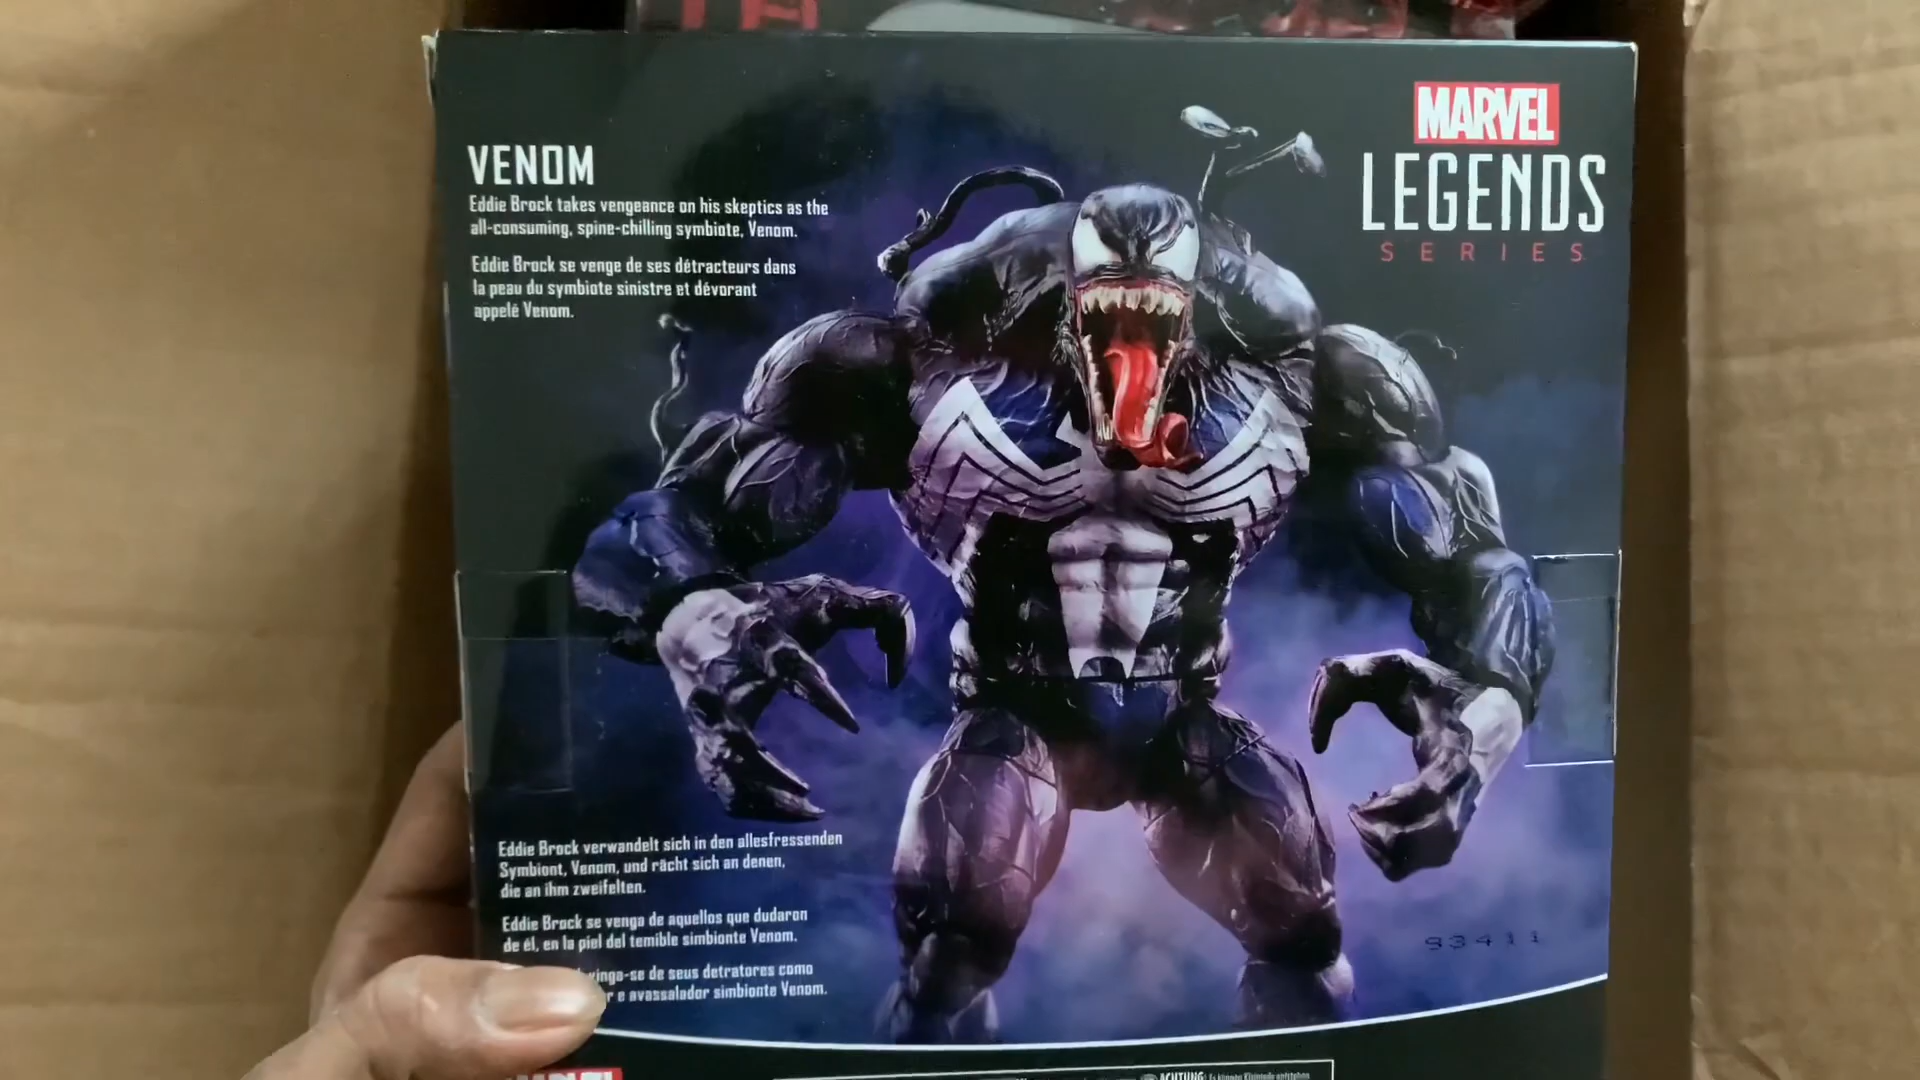 VENOM
Eddie Brock takes vengeance on his skeptics as the
all-consuming, spine-chilling symbiote, Venom.
Eddie Brock se venge de ses détracteurs dans
la peau du symbiote sinistre et dévorant
appelé Venom.
MARVEL
LEGENDS
SERIES
Eddie Brock verwandelt sich in den allesfressenden
Symbiont, Venom, und rächt sich an denen,
die an ihm zweifelten.
Eddie Brock se venga de aquellos que dudaron
de él, en la piel del temible simbionte Venom.
de seus detratores como
e avassalador simbionte Venom.
93411
MARVEL
ACHTUNG: